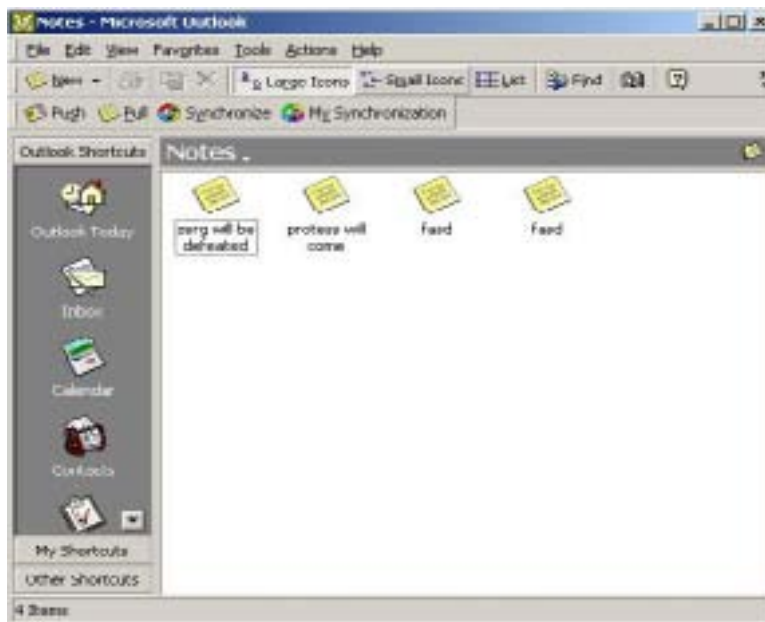 Notes - Microsoft Outlook
File Edit View Favorites Tools Actions Help
New Large Icons Small Icons List Find
Push Pull Synchronize My Synchronization
Outlook Shortcuts
Notes .
zerg will be
defeated
protoss will
come
Outlook Today
Inbox
Calendar
Contacts
My Shortcuts
Other Shortcuts
4 Items